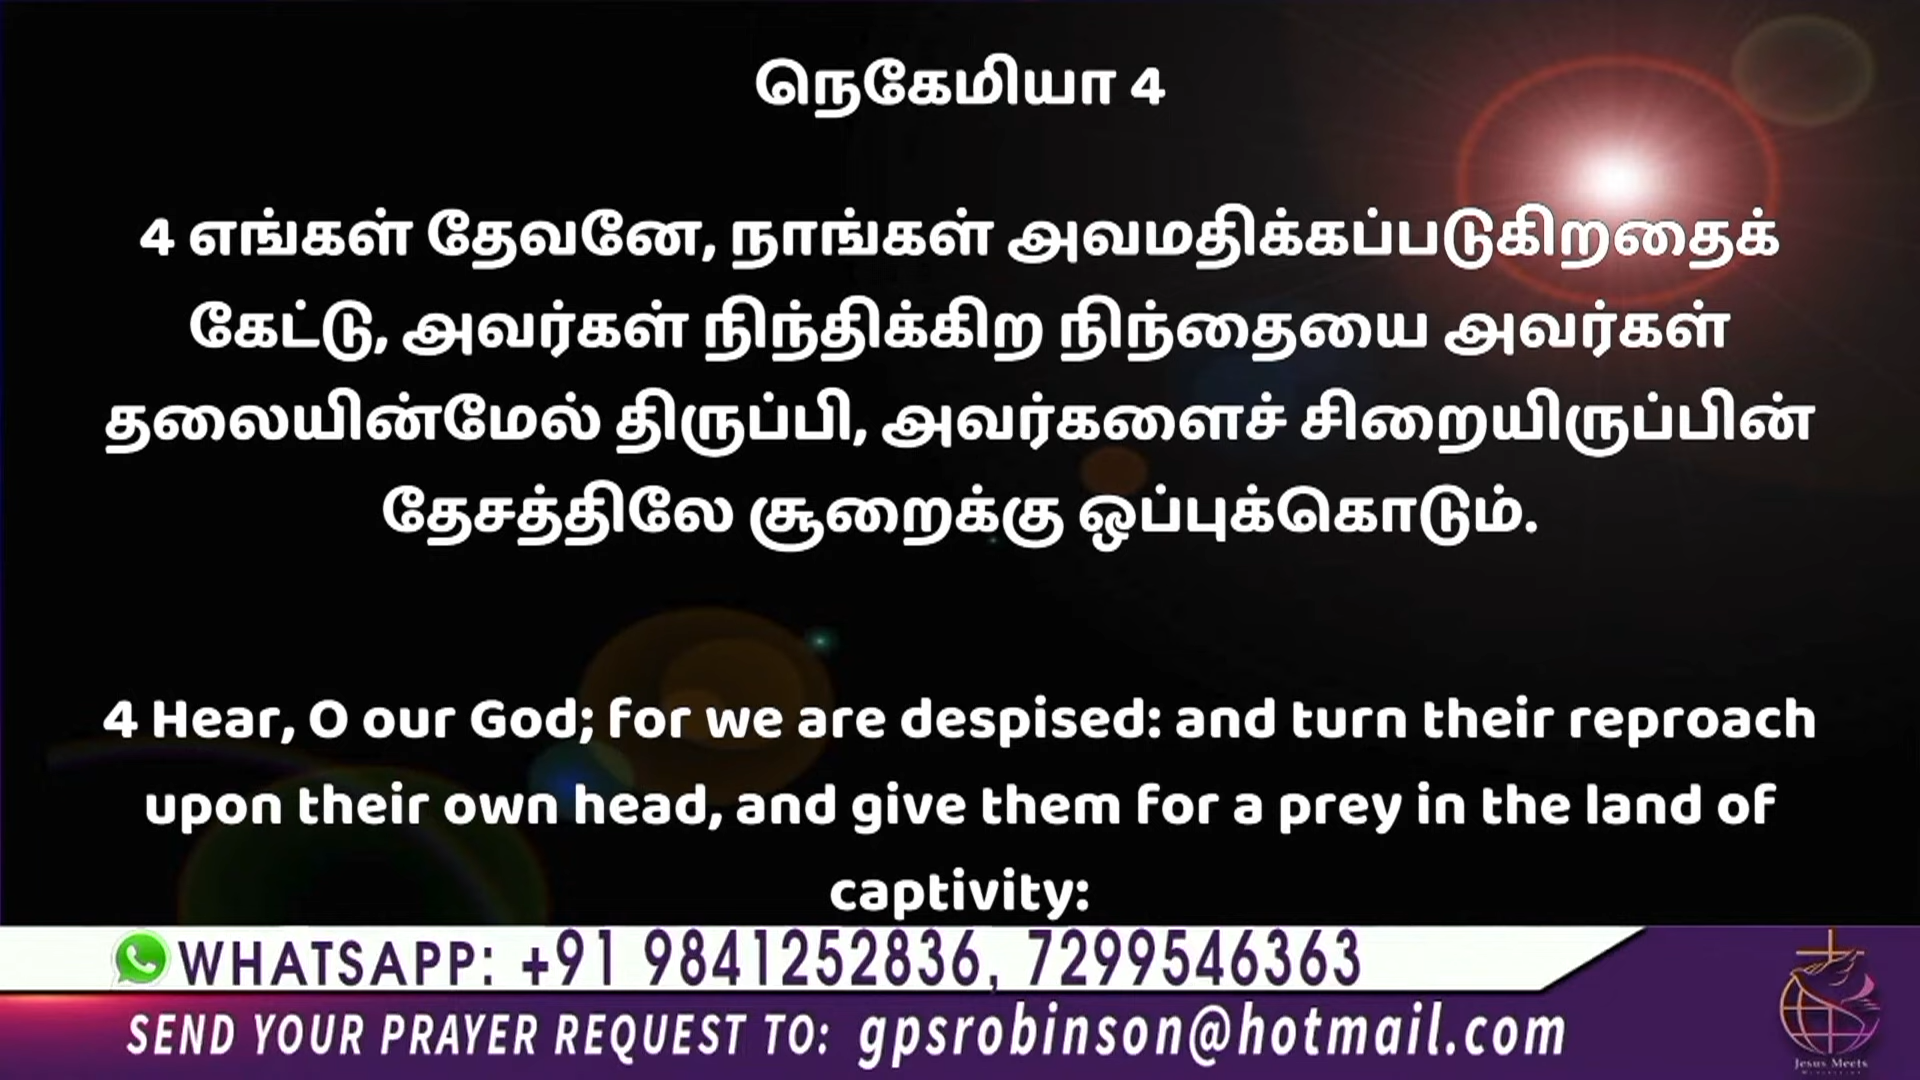 நெகேமியா 4
4 எங்கள் தேவனே, நாங்கள் அவமதிக்கப்படுகிறதைக்
கேட்டு, அவர்கள் நிந்திக்கிற நிந்தையை அவர்கள்
தலையின்மேல் திருப்பி, அவர்களைச் சிறையிருப்பின்
தேசத்திலே சூறைக்கு ஒப்புக்கொடும்.
4 Hear, O our God; for we are despised: and turn their reproach
upon their own head, and give them for a prey in the land of
captivity:
WHATSAPP: +91 9841252836, 7299546363
SEND YOUR PRAYER REQUEST TO: gpsrobinson@hotmail.com
Jesus Meets